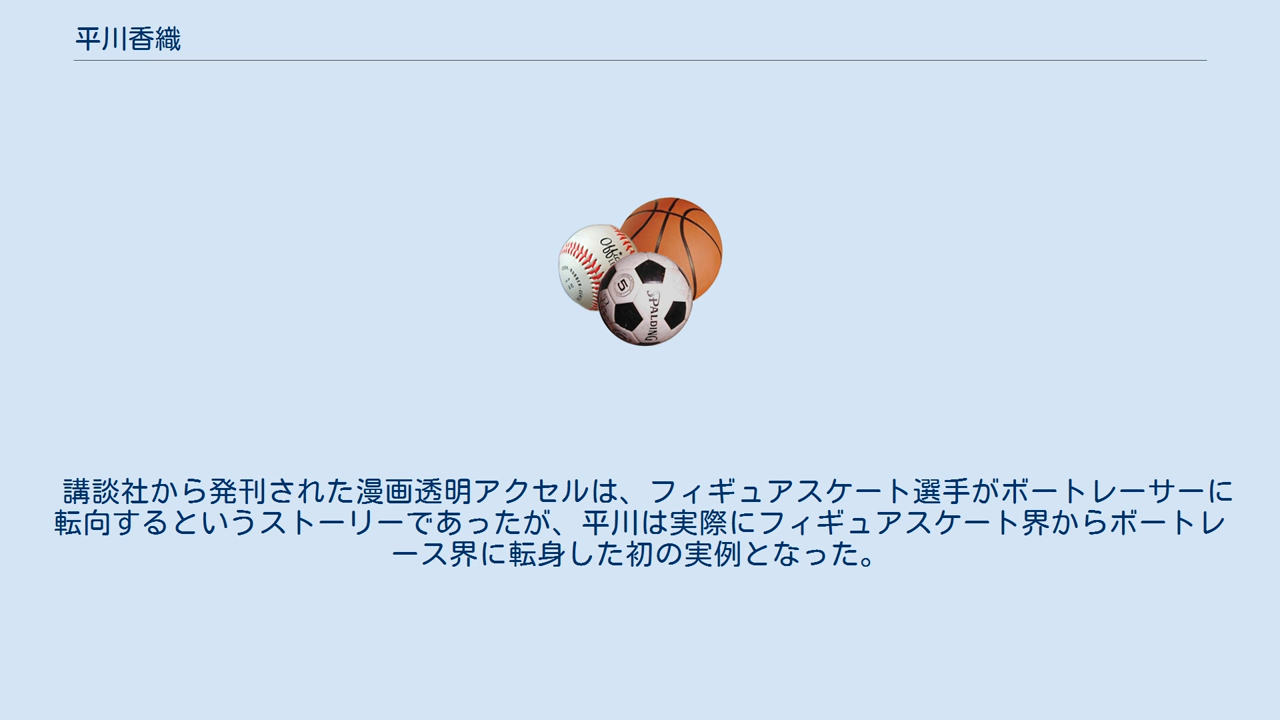 平川香織
Offi
5
SPALDING
講談社から発刊された漫画透明アクセルは、フィギュアスケート選手がボートレーサーに
転向するというストーリーであったが、平川は実際にフィギュアスケート界からボートレ
ース界に転身した初の実例となった。